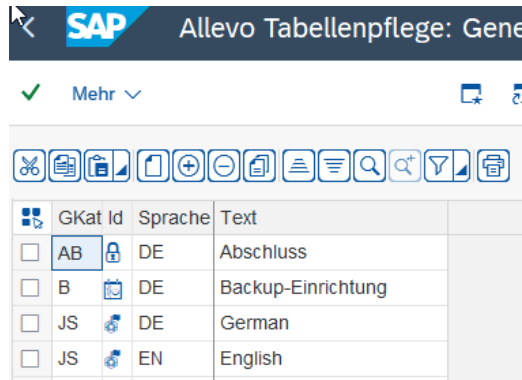 SAP Allevo Tabellenpflege: Gene
Mehr
GKat Id Sprache Text
AB DE Abschluss
B DE Backup-Einrichtung
JS DE German
JS EN English